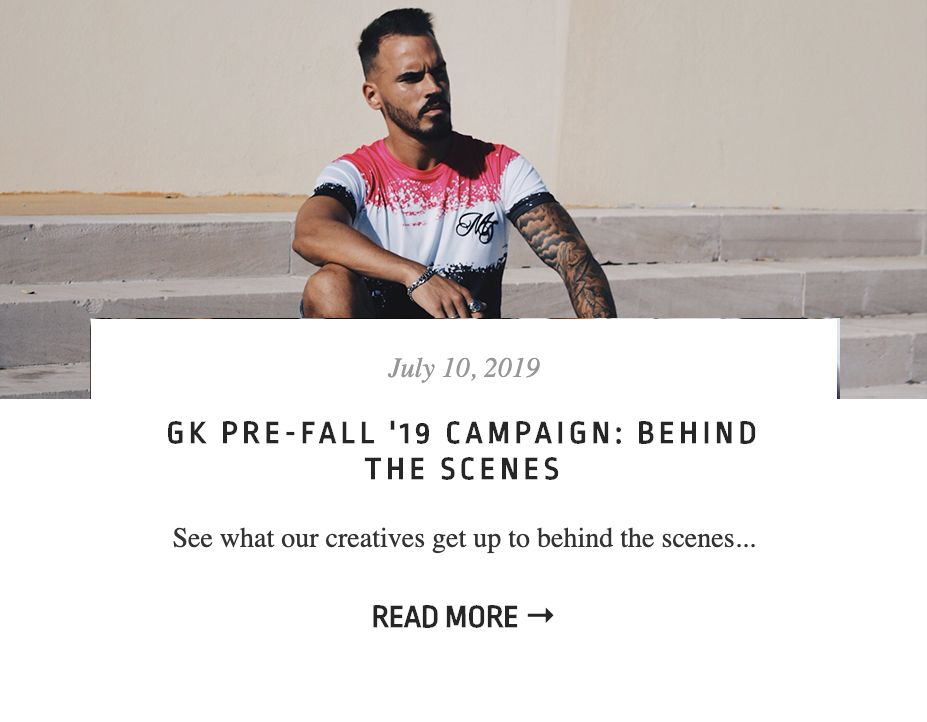 July 10, 2019
GK PRE-FALL '19 CAMPAIGN: BEHIND
THE SCENES
See what our creatives get up to behind the scenes...
READ MORE →